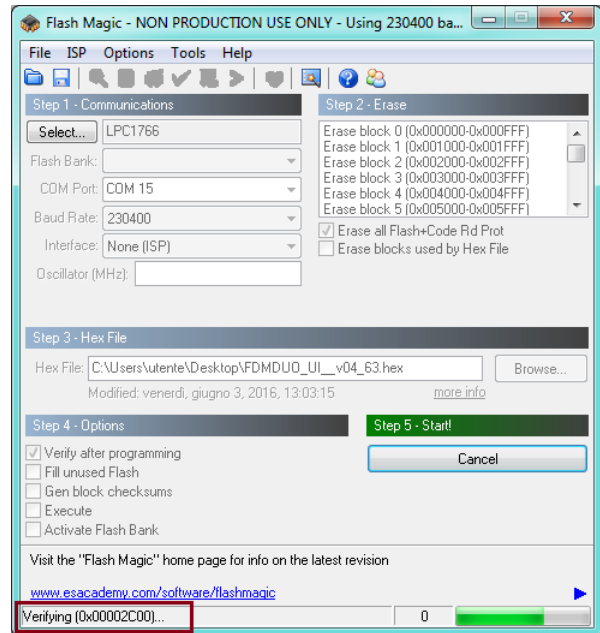 Flash Magic - NON PRODUCTION USE ONLY - Using 230400 ba...
File ISP Options Tools Help
Step 1 - Communications
Select... LPC1766
Flash Bank:
COM Port: COM 15
Baud Rate: 230400
Interface: None (ISP)
Oscillator (MHz):
Step 2 - Erase
Erase block 0 (0x000000-0x000FFF)
Erase block 1 (0x001000-0x001FFF)
Erase block 2 (0x002000-0x002FFF)
Erase block 3 (0x003000-0x003FFF)
Erase block 4 (0x004000-0x004FFF)
Erase block 5 (0x005000-0x005FFF)
Erase all Flash+Code Rd Prot
Erase blocks used by Hex File
Step 3 - Hex File
Hex File: C:\Users\utente\Desktop\FDMDUO_UI__v04_63.hex Browse...
Modified: venerdì, giugno 3, 2016, 13:03:15 more info
Step 4 - Options
Verify after programming
Fill unused Flash
Gen block checksums
Execute
Activate Flash Bank
Step 5 - Start!
Cancel
Visit the "Flash Magic" home page for info on the latest revision
www.esacademy.com/software/flashmagic
Verifying (0x00002C00)... 0